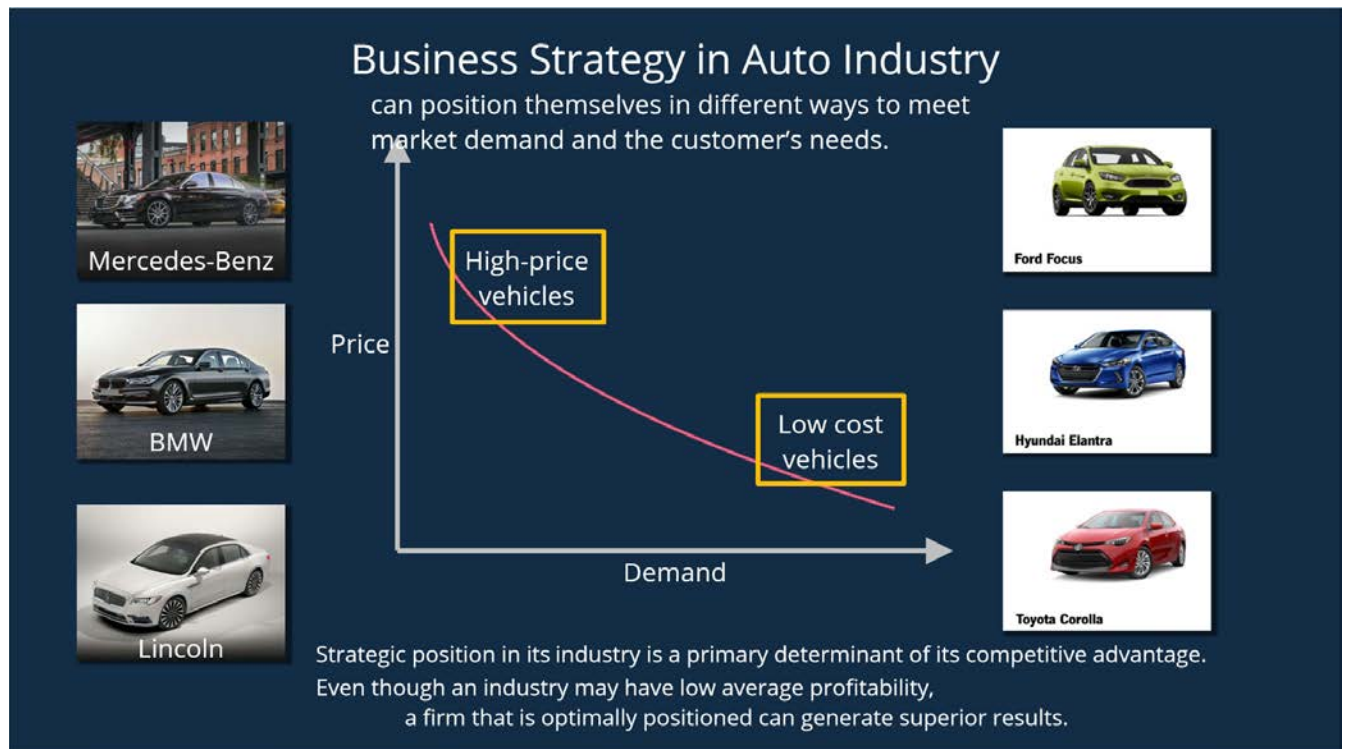 Business Strategy in Auto Industry
can position themselves in different ways to meet
market demand and the customer's needs.
Mercedes-Benz
BMW
Lincoln
Price
High-price
vehicles
Low cost
vehicles
Demand
Ford Focus
Hyundai Elantra
Toyota Corolla
Strategic position in its industry is a primary determinant of its competitive advantage.
Even though an industry may have low average profitability,
a firm that is optimally positioned can generate superior results.